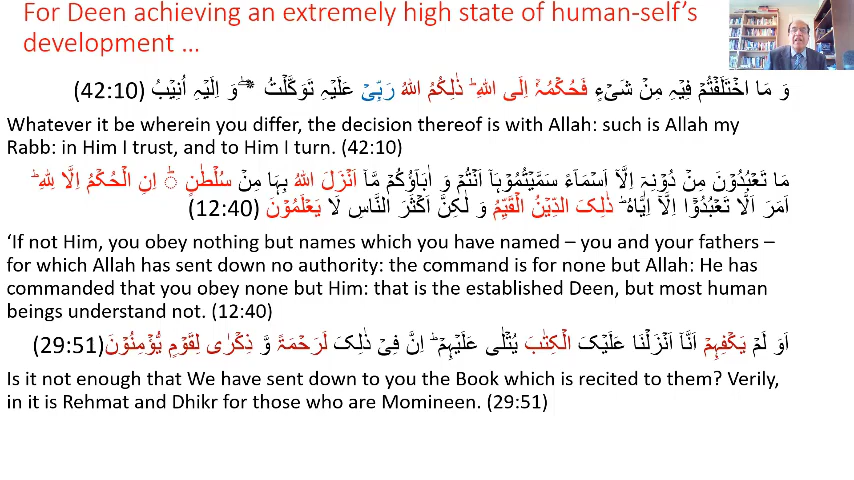 For Deen achieving an extremely high state of human-self’s
development …
وَ مَا اخْتَلَفْتُمْ فِیْہِ مِنْ شَیْءٍ فَحُکْمُہٗۤ اِلَی اللہِ ؕ ذٰلِکُمُ اللہُ رَبِّیْ عَلَیْہِ تَوَکَّلْتُ ٭ۖ وَ اِلَیْہِ اُنِیْبُ (42:10)
Whatever it be wherein you differ, the decision thereof is with Allah: such is Allah my
Rabb: in Him I trust, and to Him I turn. (42:10)
مَا تَعْبُدُوْنَ مِنْ دُوْنِہٖۤ اِلَّاۤ اَسْمَآءً سَمَّیْتُمُوْہَاۤ اَنْتُمْ وَ اٰبَآؤُکُمْ مَّاۤ اَنْزَلَ اللہُ بِہَا مِنْ سُلْطٰنٍ ؕ اِنِ الْحُکْمُ اِلَّا لِلہِ ؕ
اَمَرَ اَلَّا تَعْبُدُوْۤا اِلَّاۤ اِیَّاہُ ؕ ذٰلِکَ الدِّیْنُ الْقَیِّمُ وَ لٰکِنَّ اَکْثَرَ النَّاسِ لَا یَعْلَمُوْنَ (12:40)
‘If not Him, you obey nothing but names which you have named – you and your fathers –
for which Allah has sent down no authority: the command is for none but Allah: He has
commanded that you obey none but Him: that is the established Deen, but most human
beings understand not. (12:40)
اَوَ لَمْ یَکْفِہِمْ اَنَّاۤ اَنْزَلْنَا عَلَیْکَ الْکِتٰبَ یُتْلٰی عَلَیْہِمْ ؕ اِنَّ فِیْ ذٰلِکَ لَرَحْمَۃً وَّ ذِکْرٰی لِقَوْمٍ یُّؤْمِنُوْنَ (29:51)
Is it not enough that We have sent down to you the Book which is recited to them? Verily,
in it is Rehmat and Dhikr for those who are Momineen. (29:51)